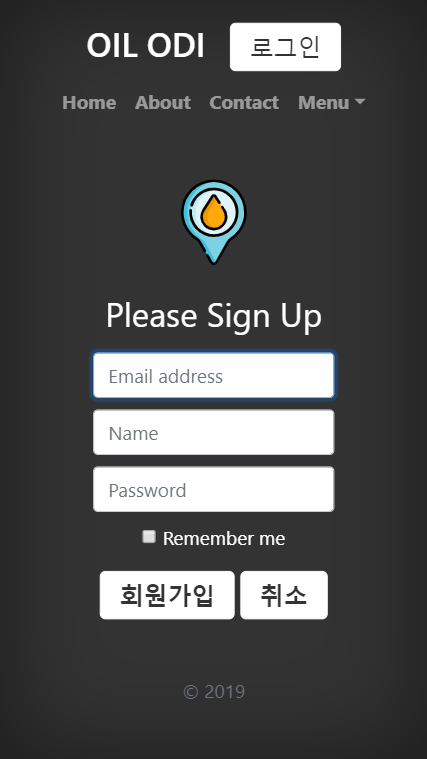 OIL ODI 로그인
Home About Contact Menu
Please Sign Up
Email address
Name
Password
Remember me
회원가입 취소
© 2019